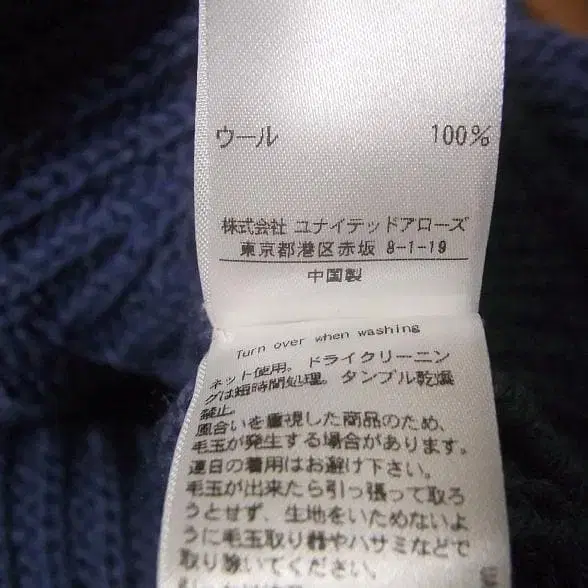 ウール 100%
株式会社 ユナイテッドアローズ
東京都港区赤坂 8-1-19
中国製
Turn over when washing
ネット使用。ドライクリーニン
グは短時間処理。タンブル乾燥
禁止。
風合いを重視した商品のため、
毛玉が発生する場合があります。
連日の着用はお避け下さい。
毛玉が出来たら引っ張って取ろ
うとせず、生地をいためないよ
うに毛玉取り器やハサミなどで
取り除いてください。